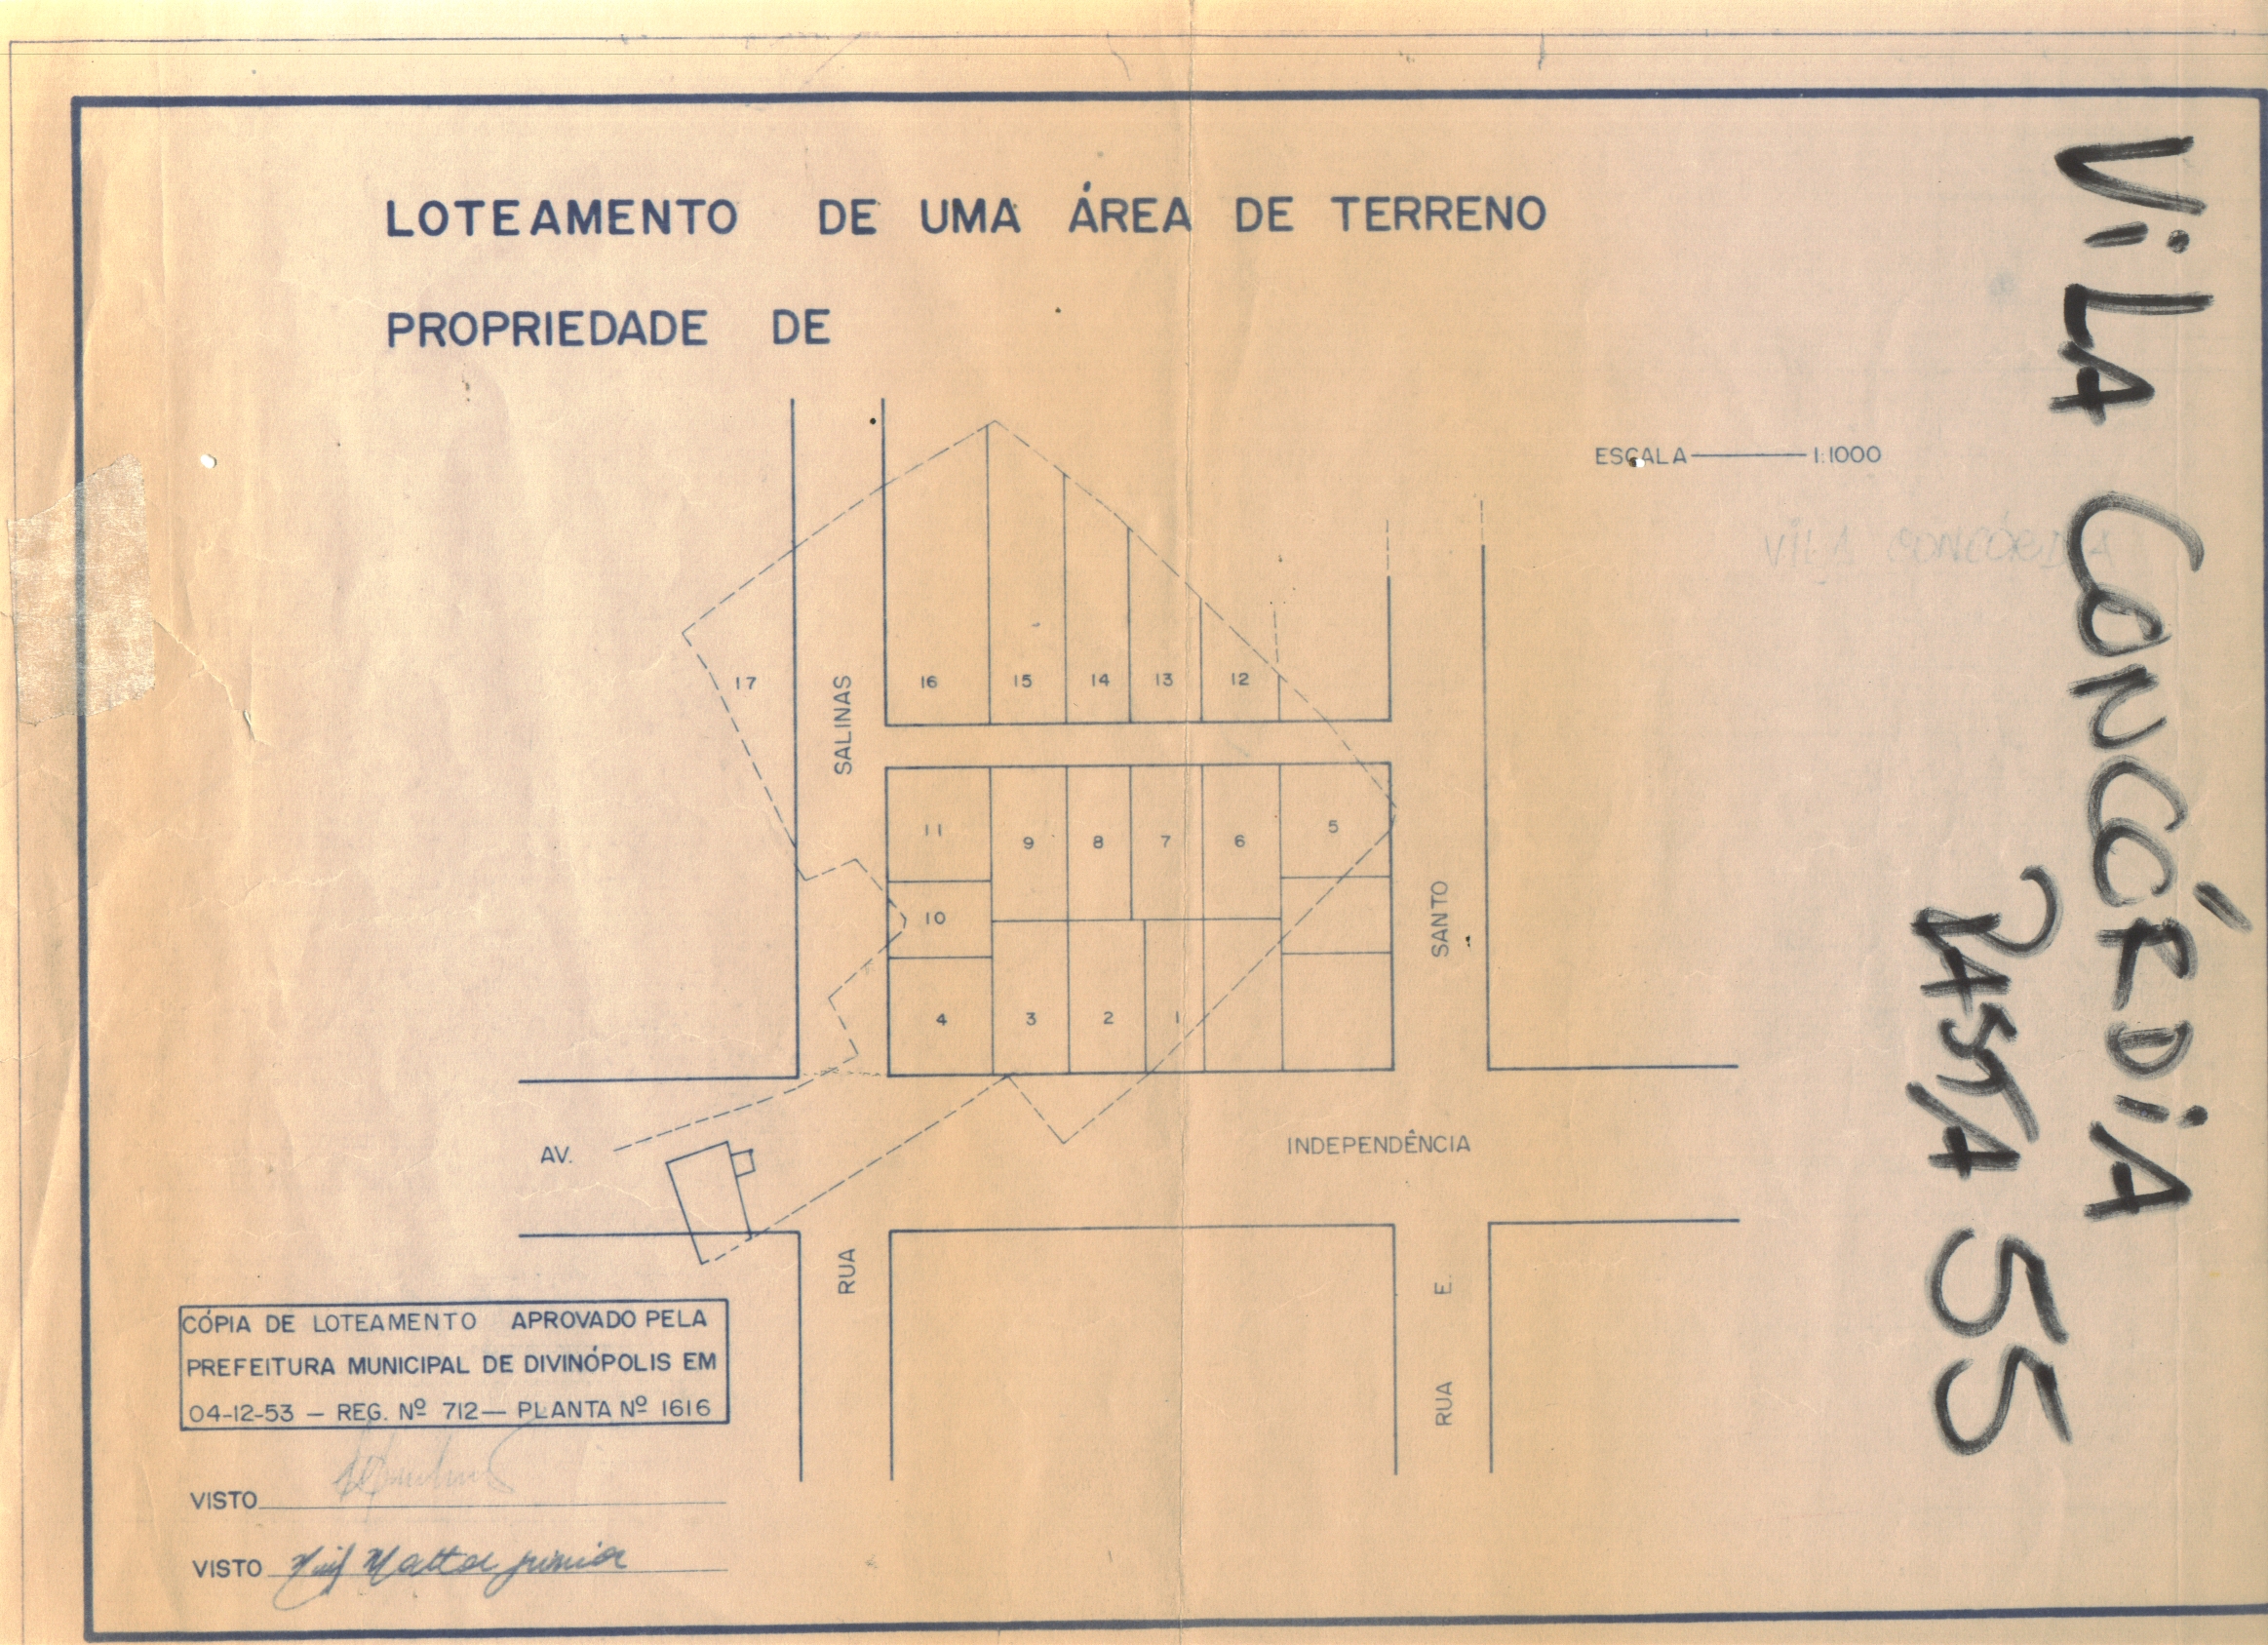 LOTEAMENTO DE UMA ÁREA DE TERRENO
PROPRIEDADE DE
ESCALA 1:1000
VILA CONCÓRDIA
ViLA CONCÓRDiA
PASTA 55
17
SALINAS
16
15
14
13
12
11
9
8
7
6
5
10
4
3
2
1
SANTO
AV.
INDEPENDÊNCIA
RUA
E.
RUA
CÓPIA DE LOTEAMENTO APROVADO PELA
PREFEITURA MUNICIPAL DE DIVINÓPOLIS EM
04-12-53 — REG. Nº 712 — PLANTA Nº 1616
VISTO
VISTO Mattos Júnior